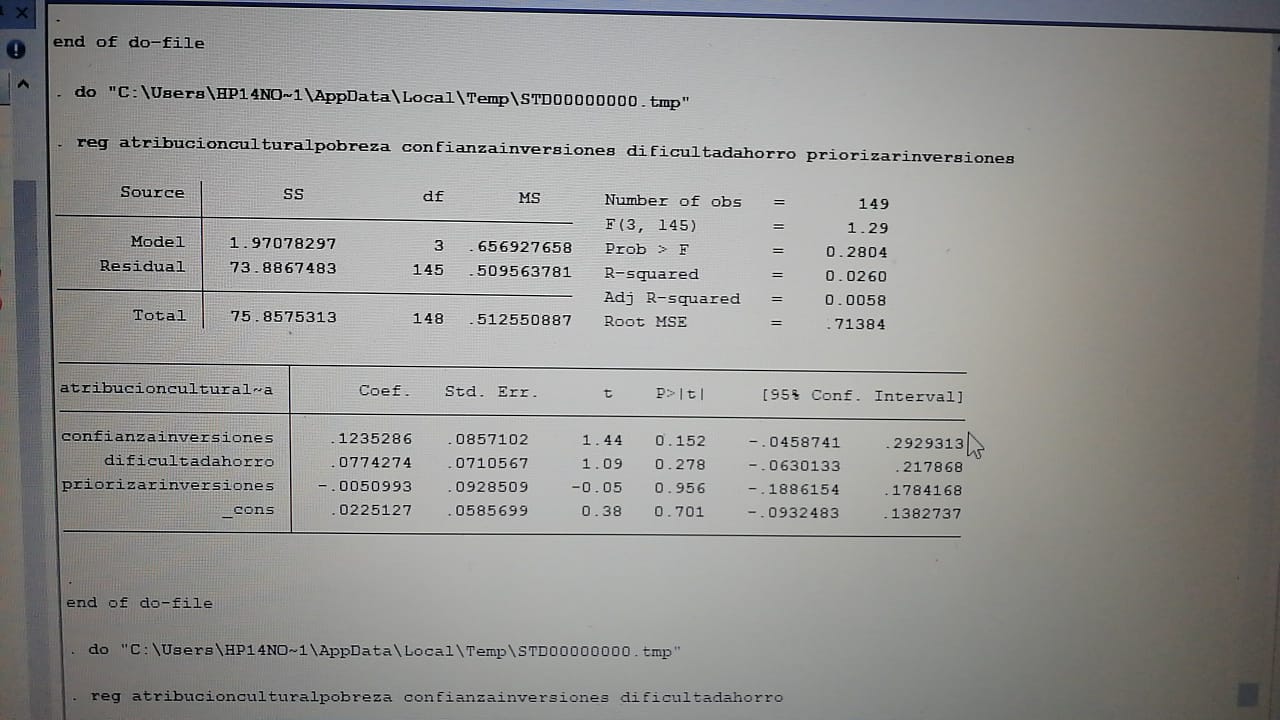 .
end of do-file
. do "C:\Users\HP14NO~1\AppData\Local\Temp\STD00000000.tmp"
. reg atribucionculturalpobreza confianzainversiones dificultadahorro priorizarinversiones
Source | SS df MS Number of obs = 149
F(3, 145) = 1.29
Model | 1.97078297 3 .656927658 Prob > F = 0.2804
Residual | 73.8867483 145 .509563781 R-squared = 0.0260
Adj R-squared = 0.0058
Total | 75.8575313 148 .512550887 Root MSE = .71384
atribucioncultural~a | Coef. Std. Err. t P>|t| [95% Conf. Interval]
confianzainversiones | .1235286 .0857102 1.44 0.152 -.0458741 .2929313
dificultadahorro | .0774274 .0710567 1.09 0.278 -.0630133 .217868
priorizarinversiones | -.0050993 .0928509 -0.05 0.956 -.1886154 .1784168
_cons | .0225127 .0585699 0.38 0.701 -.0932483 .1382737
.
end of do-file
. do "C:\Users\HP14NO~1\AppData\Local\Temp\STD00000000.tmp"
. reg atribucionculturalpobreza confianzainversiones dificultadahorro